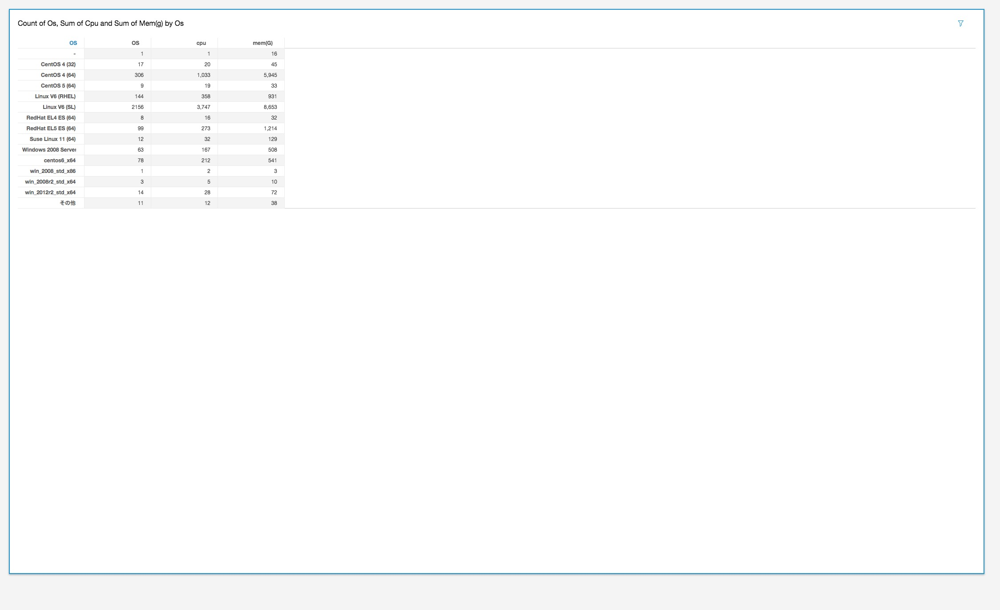 Count of Os, Sum of Cpu and Sum of Mem(g) by Os
OS OS cpu mem(G)
- 1 1 16
CentOS 4 (32) 17 20 45
CentOS 4 (64) 306 1,033 5,945
CentOS 5 (64) 9 19 33
Linux V6 (RHEL) 144 358 931
Linux V6 (SL) 2156 3,747 8,653
RedHat EL4 ES (64) 8 16 32
RedHat EL5 ES (64) 99 273 1,214
Suse Linux 11 (64) 12 32 129
Windows 2008 Server 63 167 508
centos6_x64 78 212 541
win_2008_std_x86 1 2 3
win_2008r2_std_x64 3 5 10
win_2012r2_std_x64 14 28 72
その他 11 12 38